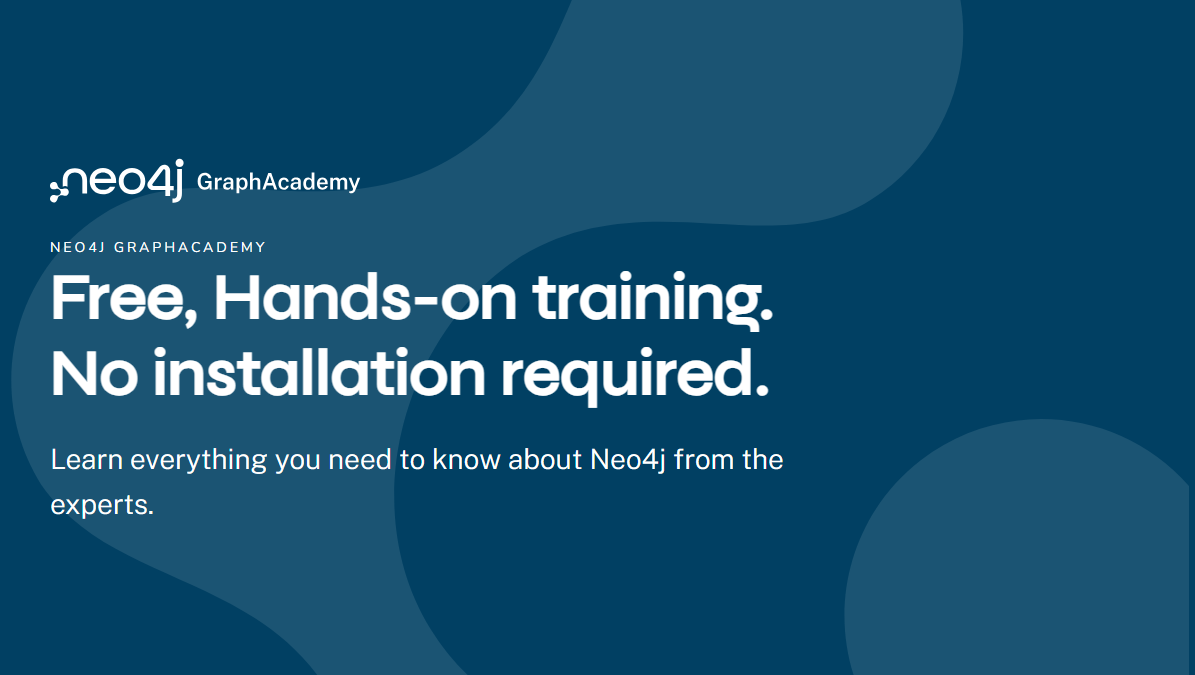 neo4j GraphAcademy
NEO4J GRAPHACADEMY
Free, Hands-on training.
No installation required.
Learn everything you need to know about Neo4j from the
experts.